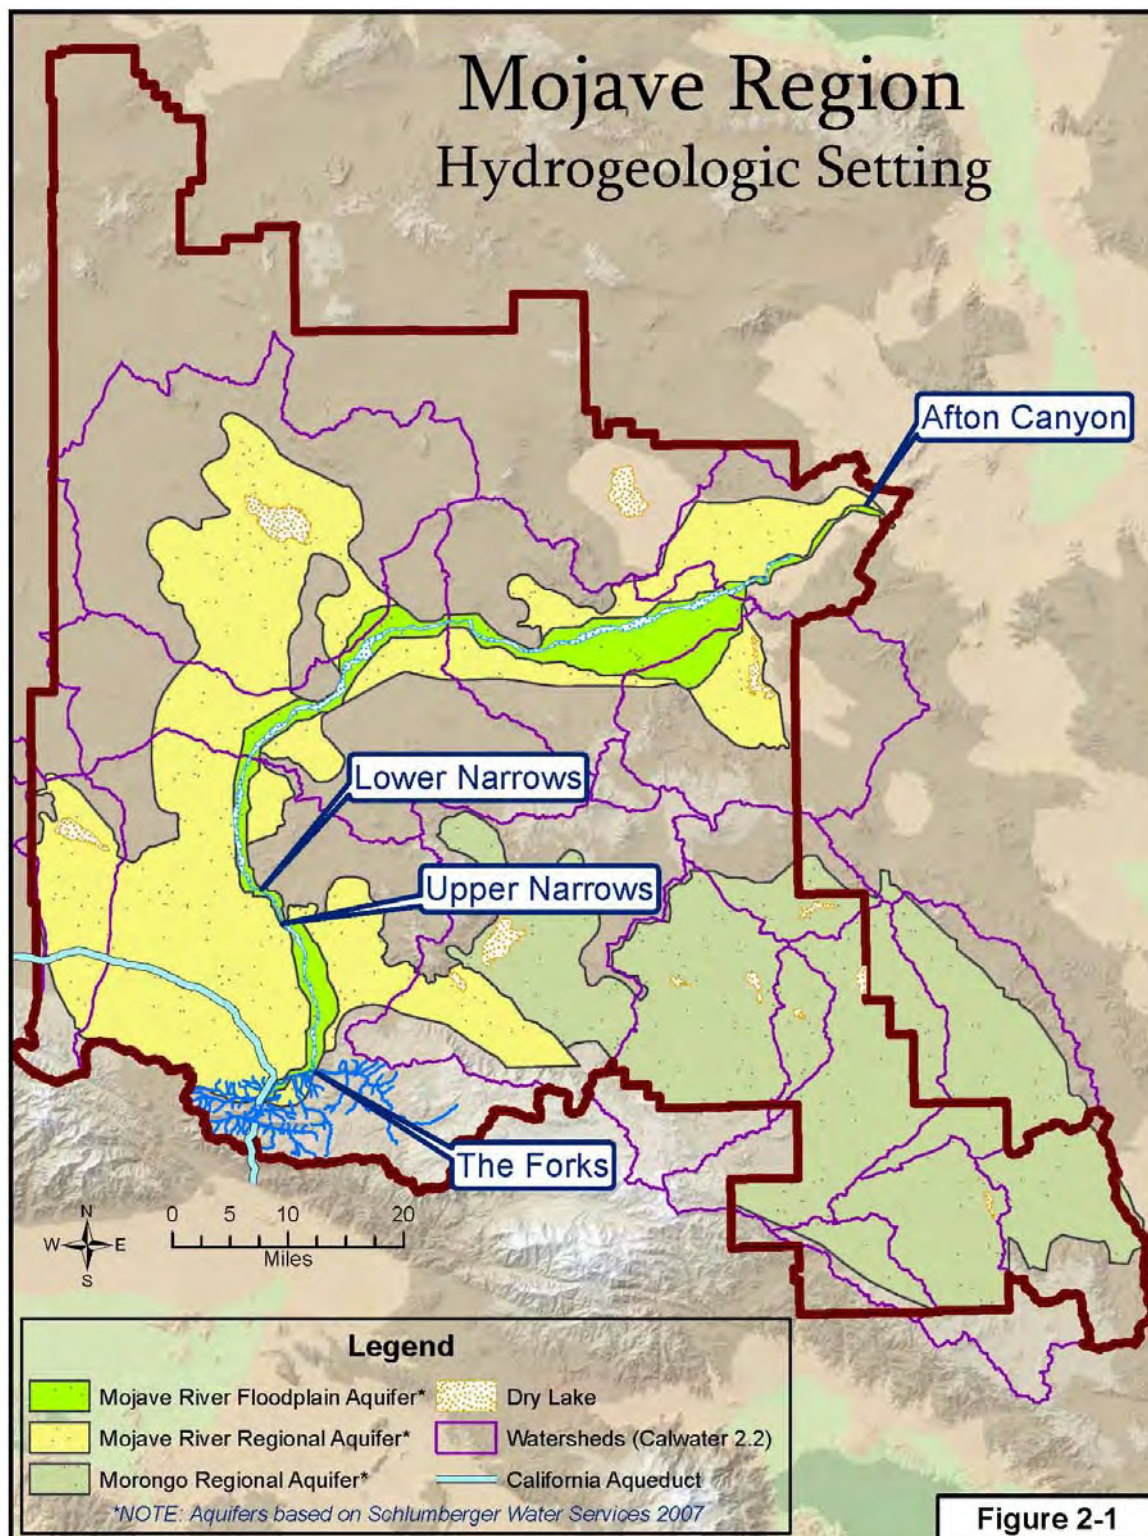 Mojave Region
Hydrogeologic Setting
Afton Canyon
Lower Narrows
Upper Narrows
The Forks
N
W E
S
0 5 10 20
Miles
Legend
Mojave River Floodplain Aquifer*
Mojave River Regional Aquifer*
Morongo Regional Aquifer*
Dry Lake
Watersheds (Calwater 2.2)
California Aqueduct
*NOTE: Aquifers based on Schlumberger Water Services 2007
Figure 2-1